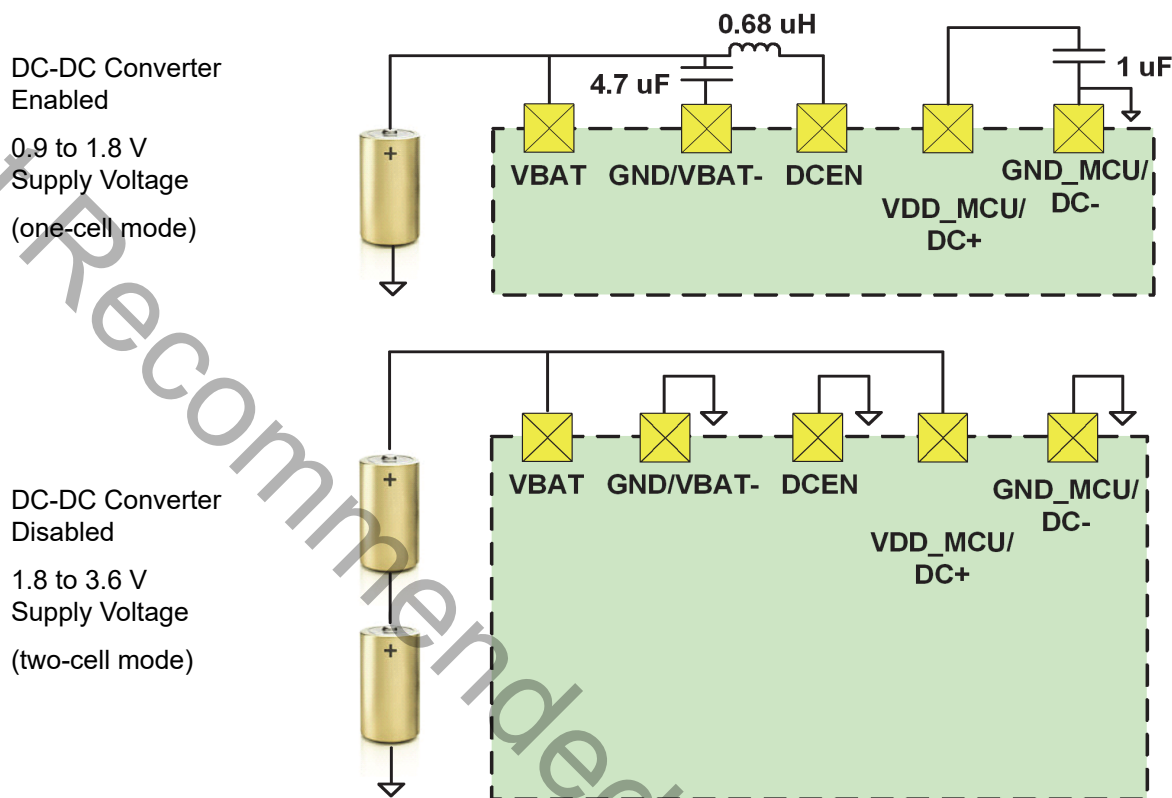 DC-DC Converter
Enabled
0.9 to 1.8 V
Supply Voltage
(one-cell mode)
0.68 uH
4.7 uF
1 uF
+
VBAT
GND/VBAT-
DCEN
VDD_MCU/
DC+
GND_MCU/
DC-
DC-DC Converter
Disabled
1.8 to 3.6 V
Supply Voltage
(two-cell mode)
+
+
VBAT
GND/VBAT-
DCEN
VDD_MCU/
DC+
GND_MCU/
DC-